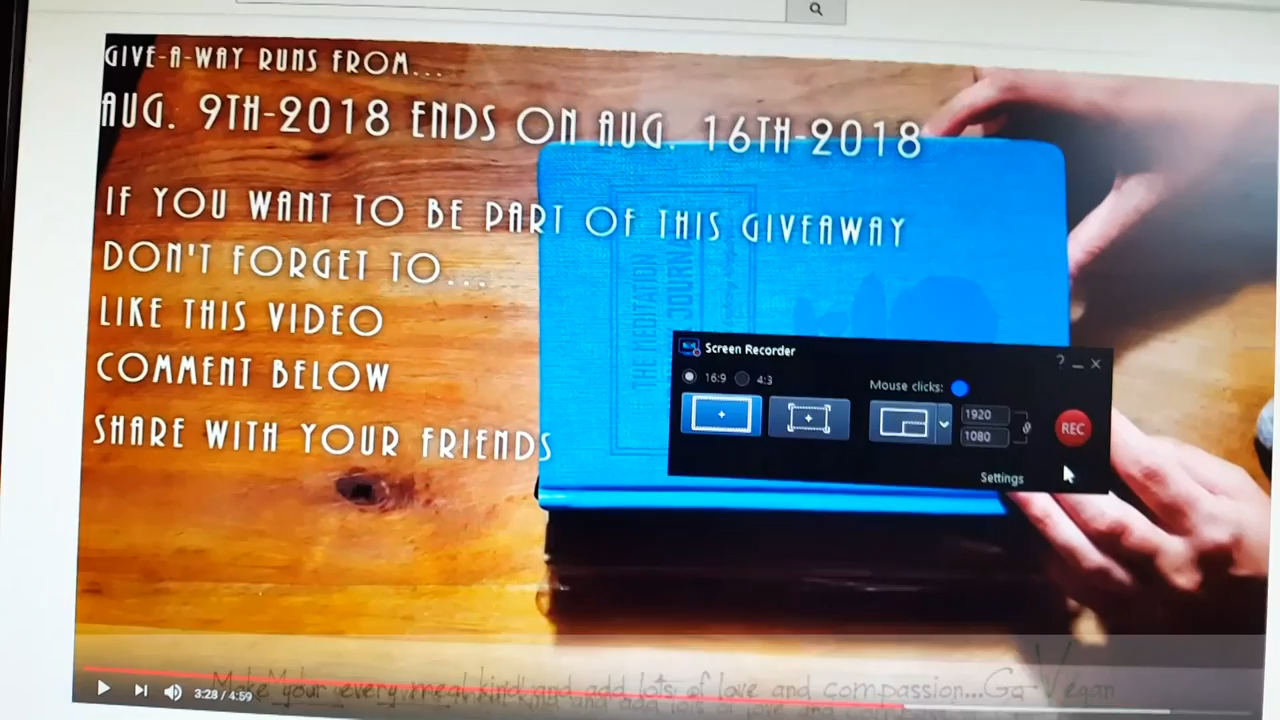 GIVE-A-WAY RUNS FROM...
AUG. 9TH-2018 ENDS ON AUG. 16TH-2018
IF YOU WANT TO BE PART OF THIS GIVEAWAY
DON'T FORGET TO...
LIKE THIS VIDEO
COMMENT BELOW
SHARE WITH YOUR FRIENDS
THE MEDITATION
JOURNAL
Screen Recorder
? _ ×
16:9 4:3
Mouse clicks:
1920
1080
REC
Settings
Make your every meal kind and add lots of love and compassion...Go Vegan
3:28 / 4:59